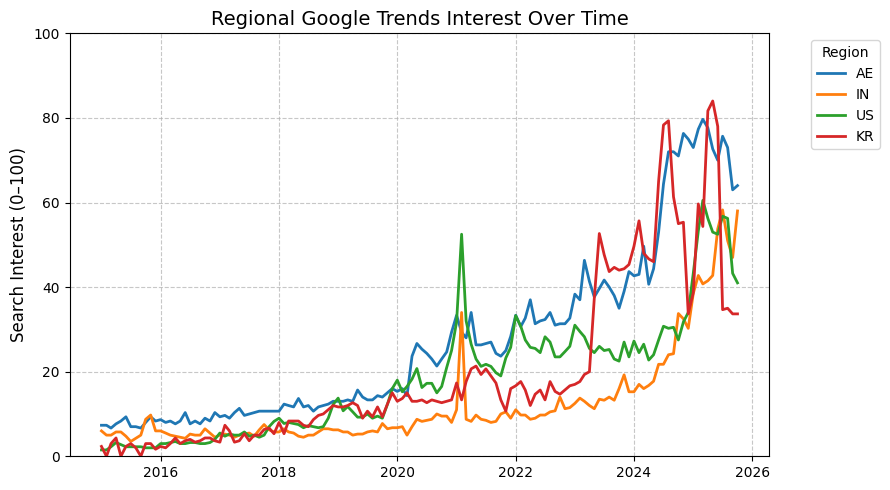 Regional Google Trends Interest Over Time
Search Interest (0–100)
100
80
60
40
20
0
2016
2018
2020
2022
2024
2026
Region
AE
IN
US
KR